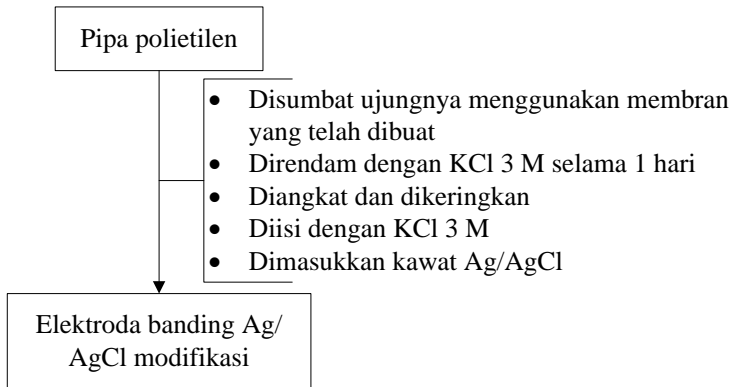 Pipa polietilen
• Disumbat ujungnya menggunakan membran
yang telah dibuat
• Direndam dengan KCl 3 M selama 1 hari
• Diangkat dan dikeringkan
• Diisi dengan KCl 3 M
• Dimasukkan kawat Ag/AgCl
Elektroda banding Ag/
AgCl modifikasi